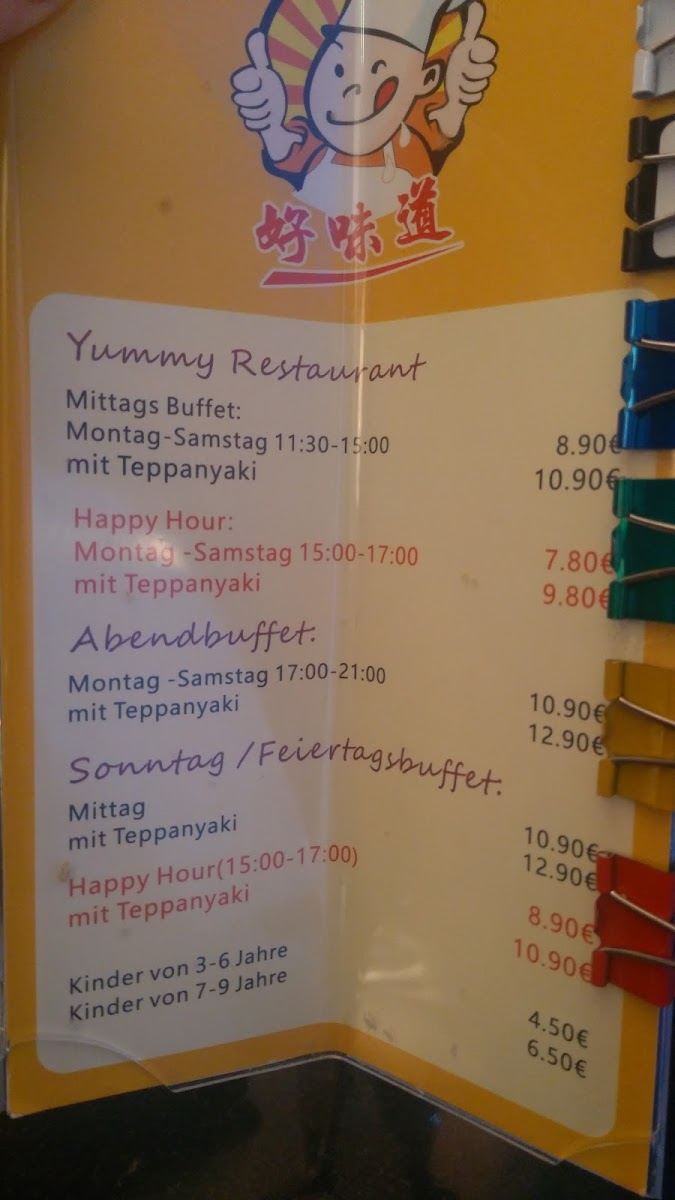 好味道
Yummy Restaurant
Mittags Buffet:
Montag-Samstag 11:30-15:00 8.90€
mit Teppanyaki 10.90€
Happy Hour:
Montag -Samstag 15:00-17:00 7.80€
mit Teppanyaki 9.80€
Abendbuffet:
Montag -Samstag 17:00-21:00 10.90€
mit Teppanyaki 12.90€
Sonntag /Feiertagsbuffet:
Mittag 10.90€
mit Teppanyaki 12.90€
Happy Hour(15:00-17:00) 8.90€
mit Teppanyaki 10.90€
Kinder von 3-6 Jahre 4.50€
Kinder von 7-9 Jahre 6.50€